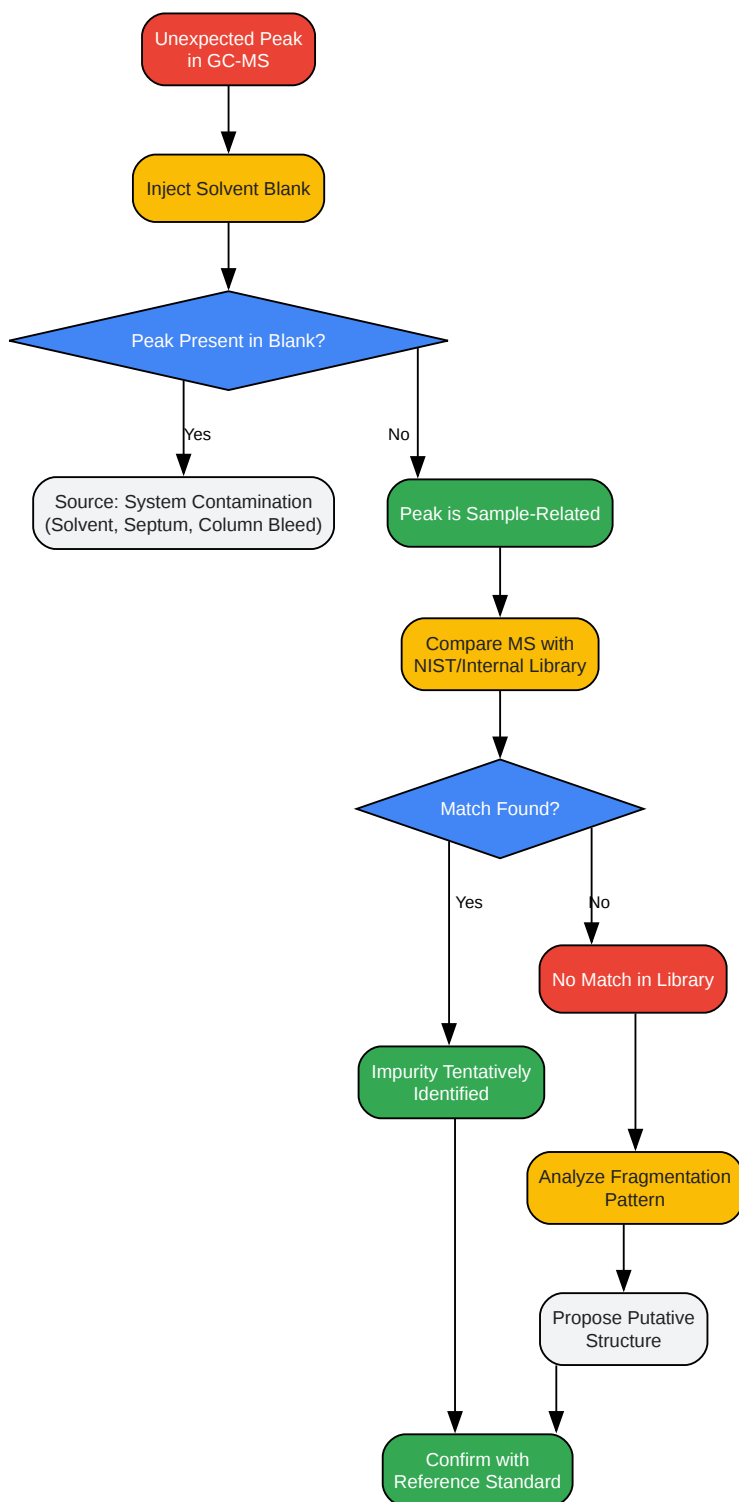 Unexpected Peak
in GC-MS
Inject Solvent Blank
Peak Present in Blank?
Yes
No
Source: System Contamination
(Solvent, Septum, Column Bleed)
Peak is Sample-Related
Compare MS with
NIST/Internal Library
Match Found?
Yes
No
No Match in Library
Impurity Tentatively
Identified
Analyze Fragmentation
Pattern
Propose Putative
Structure
Confirm with
Reference Standard